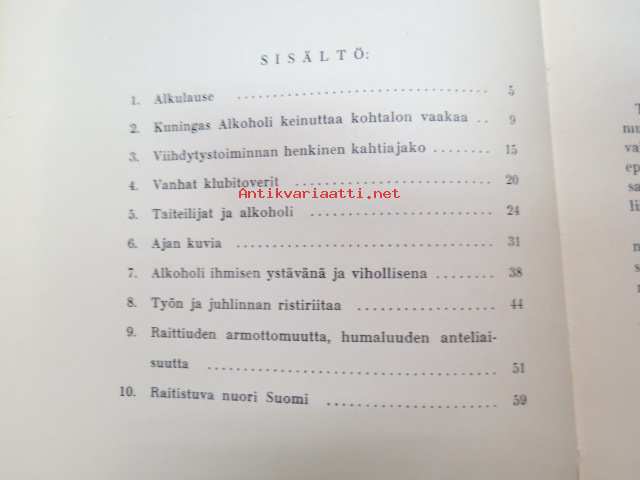 SISÄLTÖ:
1. Alkulause 5
2. Kuningas Alkoholi keinuttaa kohtalon vaakaa 9
3. Viihdytystoiminnan henkinen kahtiajako 15
4. Vanhat klubitoverit 20
Antikvariaatti.net
5. Taiteilijat ja alkoholi 24
6. Ajan kuvia 31
7. Alkoholi ihmisen ystävänä ja vihollisena 38
8. Työn ja juhlinnan ristiriitaa 44
9. Raittiuden armottomuutta, humaluuden anteliai-
suutta 51
10. Raitistuva nuori Suomi 59